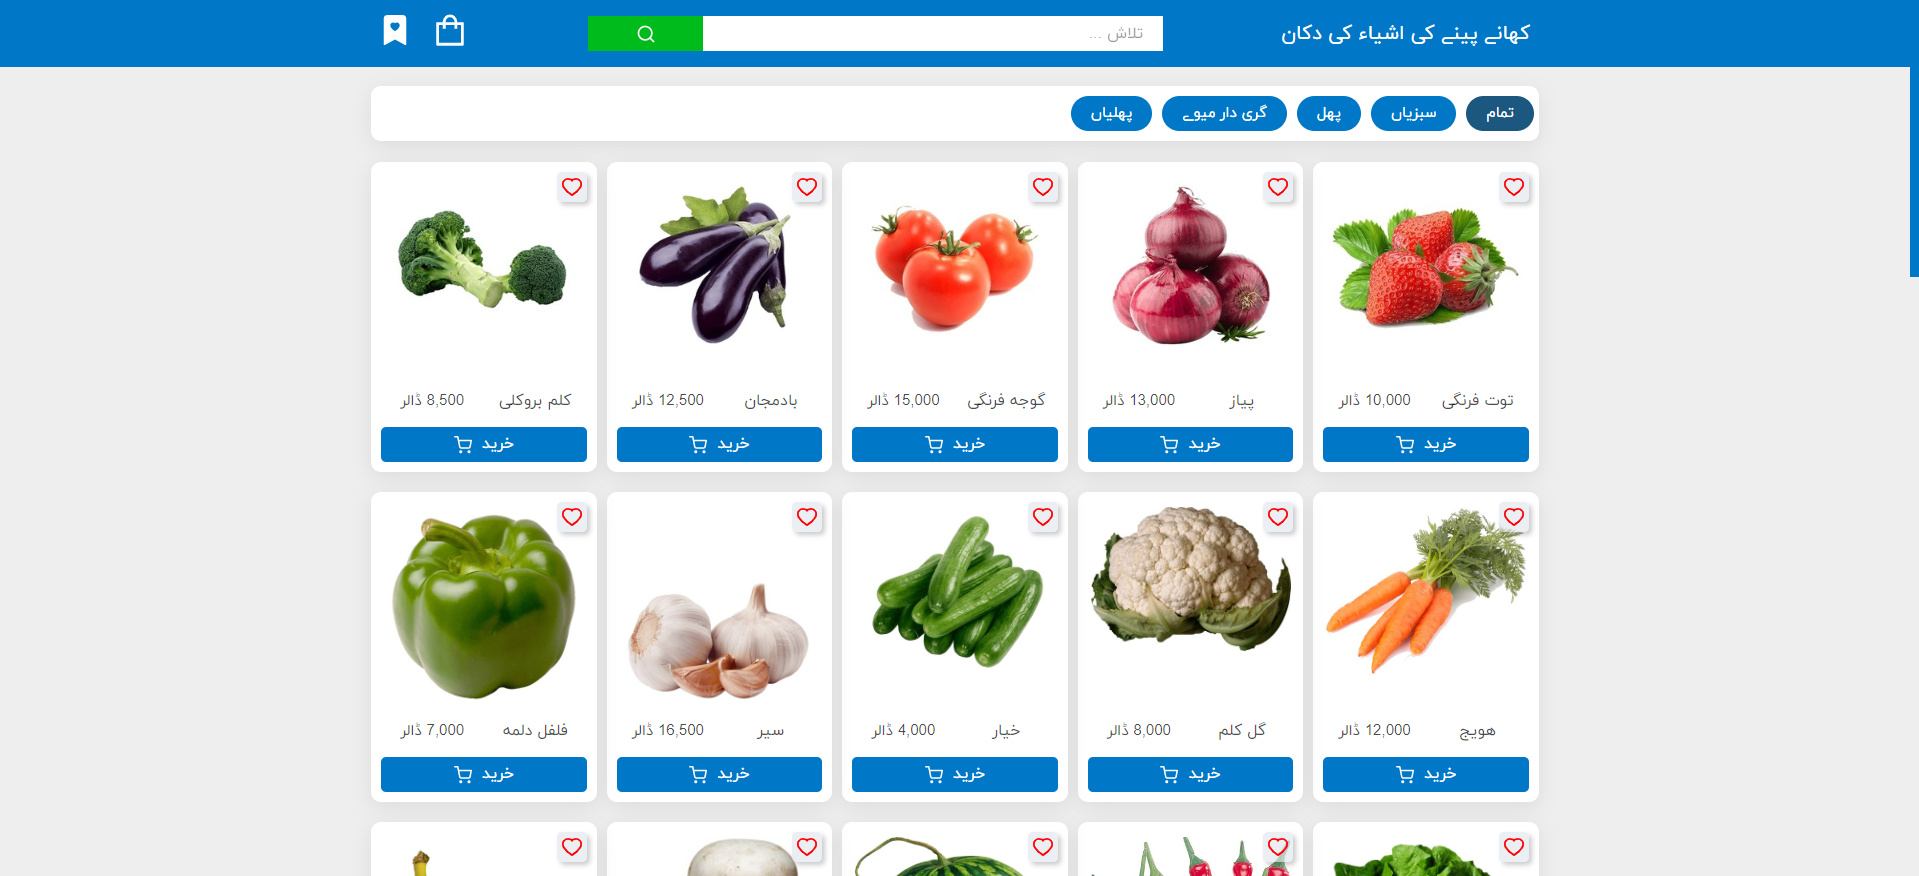 کھانے پینے کی اشیاء کی دکان
تلاش ...
تمام
سبزیاں
پھل
گری دار میوے
پھلیاں
توت فرنگی 10,000 ڈالر
خرید
پیاز 13,000 ڈالر
خرید
گوجه فرنگی 15,000 ڈالر
خرید
بادمجان 12,500 ڈالر
خرید
کلم بروکلی 8,500 ڈالر
خرید
هویج 12,000 ڈالر
خرید
گل کلم 8,000 ڈالر
خرید
خیار 4,000 ڈالر
خرید
سیر 16,500 ڈالر
خرید
فلفل دلمه 7,000 ڈالر
خرید